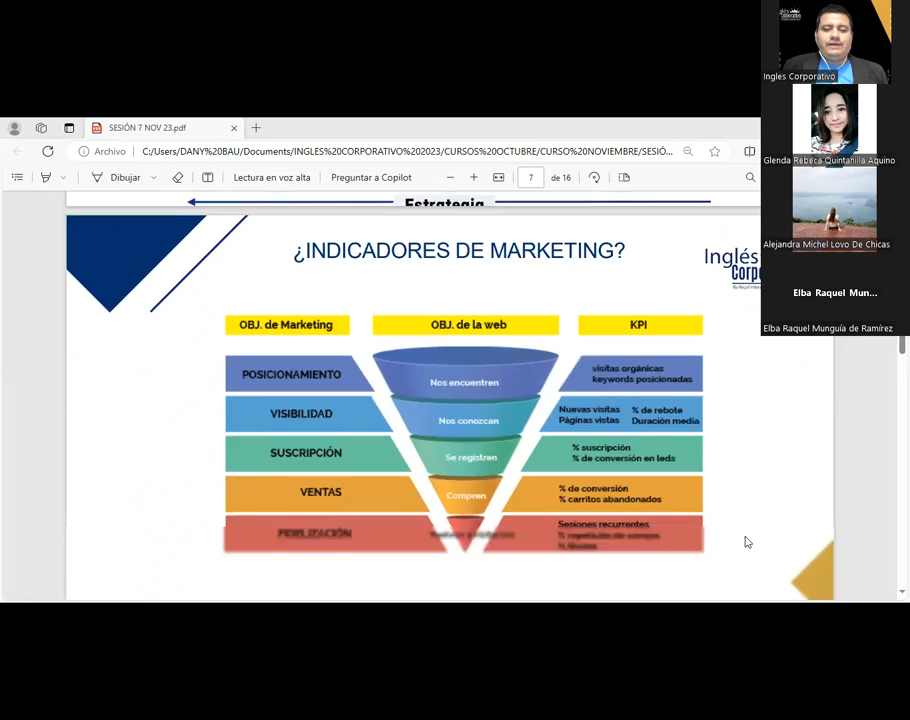 Ingles Corporativo
Glenda Rebeca Quintanilla Aquino
Alejandra Michel Lovo De Chicas
Elba Raquel Mun...
Elba Raquel Munguía de Ramírez
SESIÓN 7 NOV 23.pdf
Archivo
C:/Users/DANY%20BAU/Documents/INGLES%20CORPORATIVO%202023/CURSOS%20OCTUBRE/CURSO%20NOVIEMBRE/SESIÓ...
Dibujar
Lectura en voz alta
Preguntar a Copilot
7
de 16
Estrategia
¿INDICADORES DE MARKETING?
Inglés
Corpo
OBJ. de Marketing
OBJ. de la web
KPI
POSICIONAMIENTO
Nos encuentren
visitas orgánicas
keywords posicionadas
VISIBILIDAD
Nos conozcan
Nuevas visitas % de rebote
Páginas vistas Duración media
SUSCRIPCIÓN
Se registren
% suscripción
% de conversión en leds
VENTAS
Compren
% de conversión
% carritos abandonados
FIDELIZACIÓN
Sesiones recurrentes